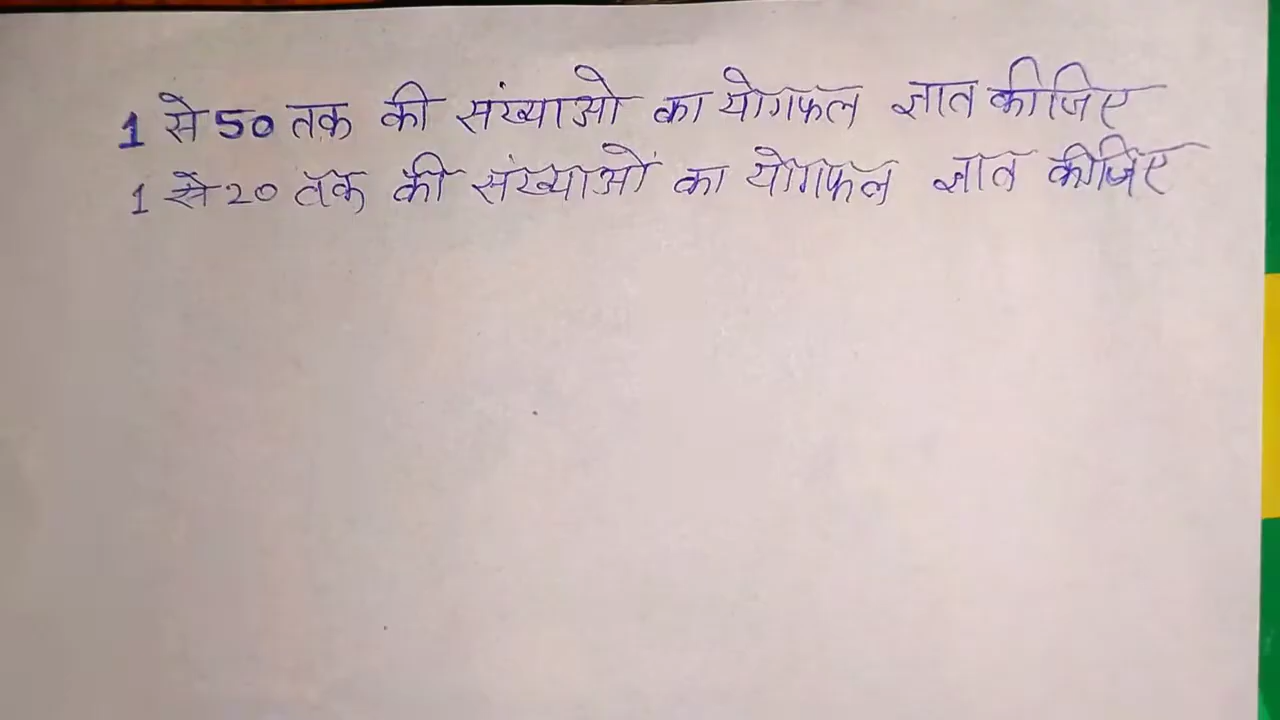 1 से 50 तक की संख्याओ का योगफल ज्ञात कीजिए
1 से 20 तक की संख्याओं का योगफल ज्ञात कीजिए